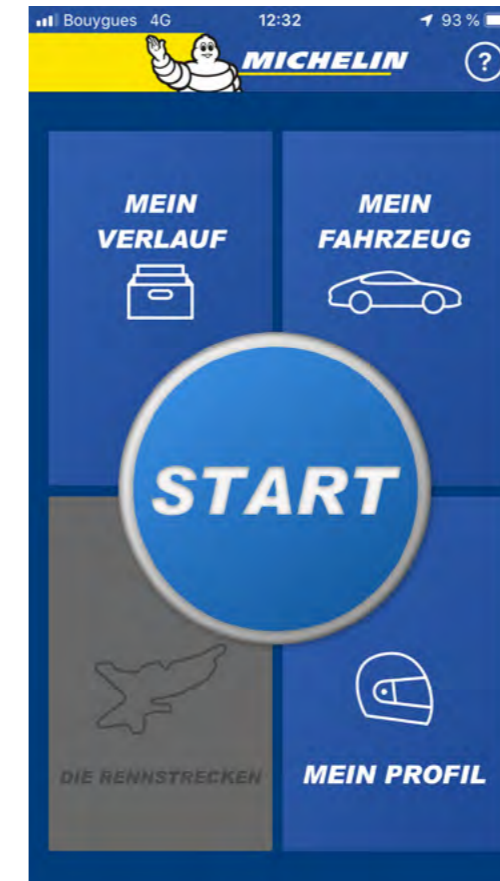 Bouygues 4G 12:32 93 %
MICHELIN ?
MEIN
VERLAUF
MEIN
FAHRZEUG
START
DIE RENNSTRECKEN
MEIN PROFIL